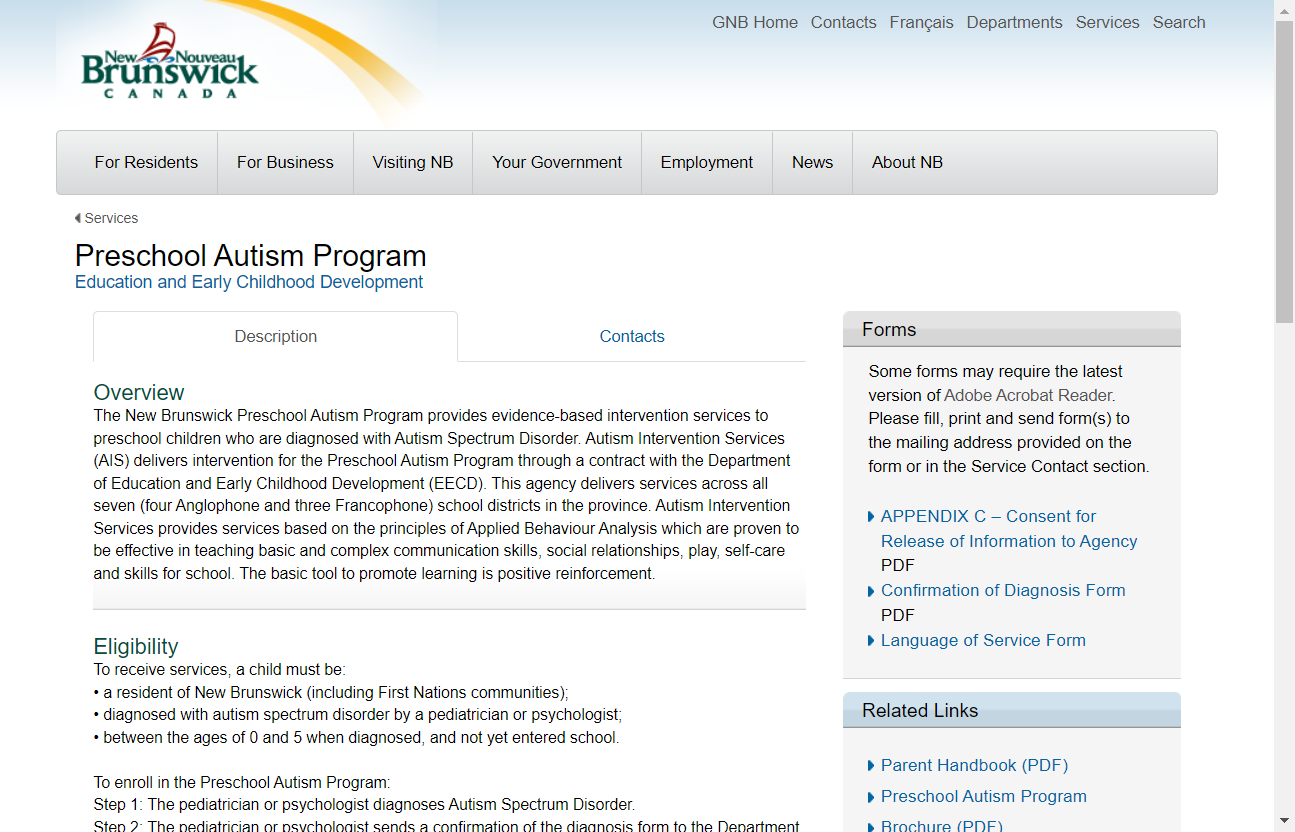 GNB Home Contacts Français Departments Services Search
New Nouveau
Brunswick
CANADA
For Residents For Business Visiting NB Your Government Employment News About NB
Services
Preschool Autism Program
Education and Early Childhood Development
Description Contacts
Overview
The New Brunswick Preschool Autism Program provides evidence-based intervention services to
preschool children who are diagnosed with Autism Spectrum Disorder. Autism Intervention Services
(AIS) delivers intervention for the Preschool Autism Program through a contract with the Department
of Education and Early Childhood Development (EECD). This agency delivers services across all
seven (four Anglophone and three Francophone) school districts in the province. Autism Intervention
Services provides services based on the principles of Applied Behaviour Analysis which are proven to
be effective in teaching basic and complex communication skills, social relationships, play, self-care
and skills for school. The basic tool to promote learning is positive reinforcement.
Eligibility
To receive services, a child must be:
• a resident of New Brunswick (including First Nations communities);
• diagnosed with autism spectrum disorder by a pediatrician or psychologist;
• between the ages of 0 and 5 when diagnosed, and not yet entered school.
To enroll in the Preschool Autism Program:
Step 1: The pediatrician or psychologist diagnoses Autism Spectrum Disorder.
Step 2: The pediatrician or psychologist sends a confirmation of the diagnosis form to the Department
Forms
Some forms may require the latest
version of Adobe Acrobat Reader.
Please fill, print and send form(s) to
the mailing address provided on the
form or in the Service Contact section.
APPENDIX C – Consent for
Release of Information to Agency
PDF
Confirmation of Diagnosis Form
PDF
Language of Service Form
Related Links
Parent Handbook (PDF)
Preschool Autism Program
Brochure (PDF)